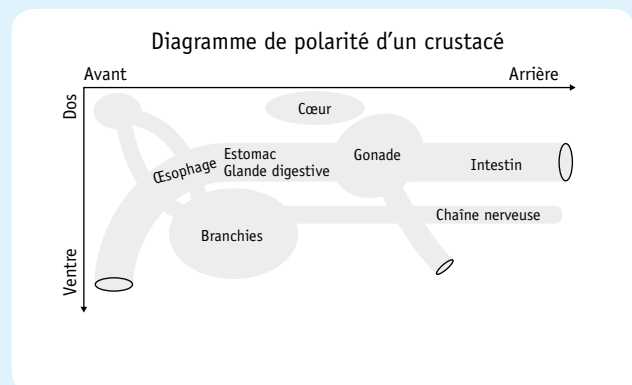 Diagramme de polarité d'un crustacé
Avant
Arrière
Dos
Cœur
Œsophage
Estomac
Glande digestive
Gonade
Intestin
Chaîne nerveuse
Branchies
Ventre